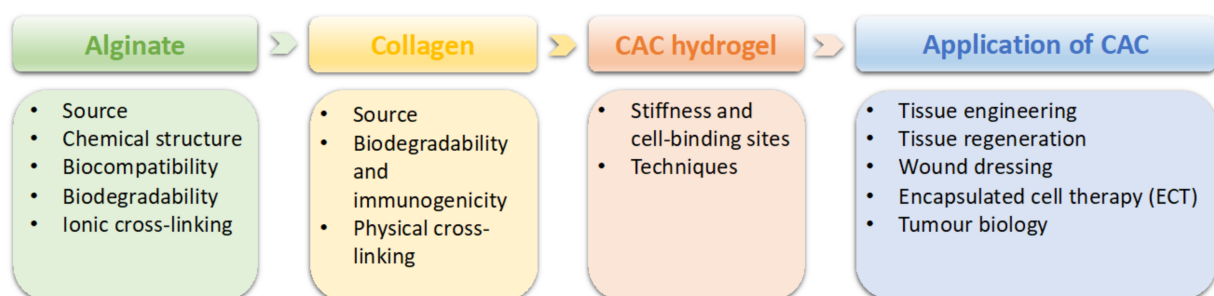 Alginate
Collagen
CAC hydrogel
Application of CAC
• Source
• Chemical structure
• Biocompatibility
• Biodegradability
• Ionic cross-linking
• Source
• Biodegradability
and
immunogenicity
• Physical cross-
linking
• Stiffness and
cell-binding sites
• Techniques
• Tissue engineering
• Tissue regeneration
• Wound dressing
• Encapsulated cell therapy (ECT)
• Tumour biology